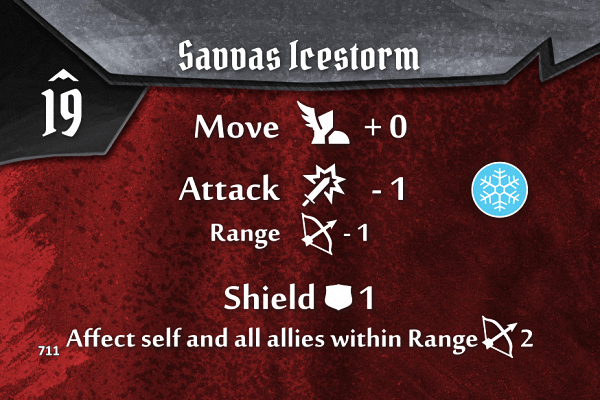 Savvas Icestorm
19
Move + 0
Attack - 1
Range - 1
Shield 1
Affect self and all allies within Range 2
711